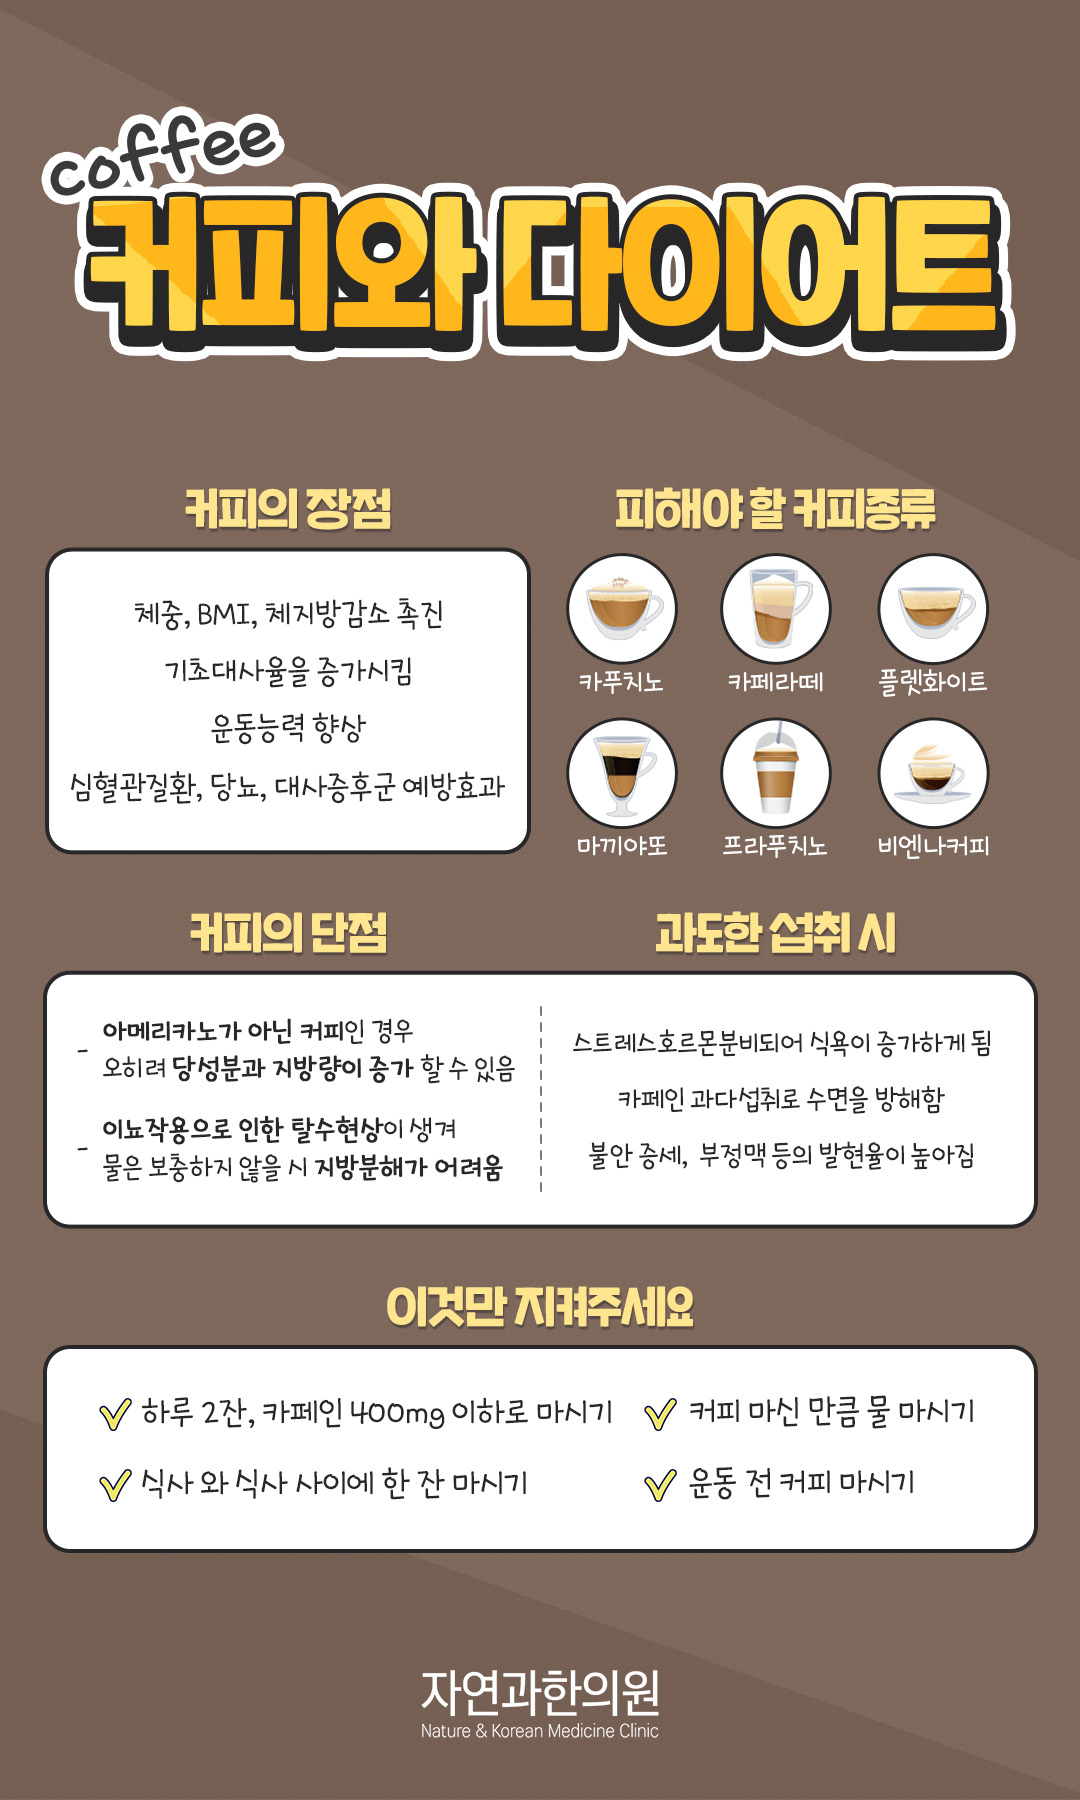 coffee
커피와 다이어트
커피의 장점
체중, BMI, 체지방감소 촉진
기초대사율을 증가시킴
운동능력 향상
심혈관질환, 당뇨, 대사증후군 예방효과
피해야 할 커피종류
카푸치노
카페라떼
플렛화이트
마끼야또
프라푸치노
비엔나커피
커피의 단점
- 아메리카노가 아닌 커피인 경우
오히려 당성분과 지방량이 증가 할 수 있음
- 이뇨작용으로 인한 탈수현상이 생겨
물은 보충하지 않을 시 지방분해가 어려움
과도한 섭취 시
스트레스호르몬분비되어 식욕이 증가하게 됨
카페인 과다섭취로 수면을 방해함
불안 증세, 부정맥 등의 발현율이 높아짐
이것만 지켜주세요
하루 2잔, 카페인 400mg 이하로 마시기
커피 마신 만큼 물 마시기
식사 와 식사 사이에 한 잔 마시기
운동 전 커피 마시기
자연과한의원
Nature & Korean Medicine Clinic